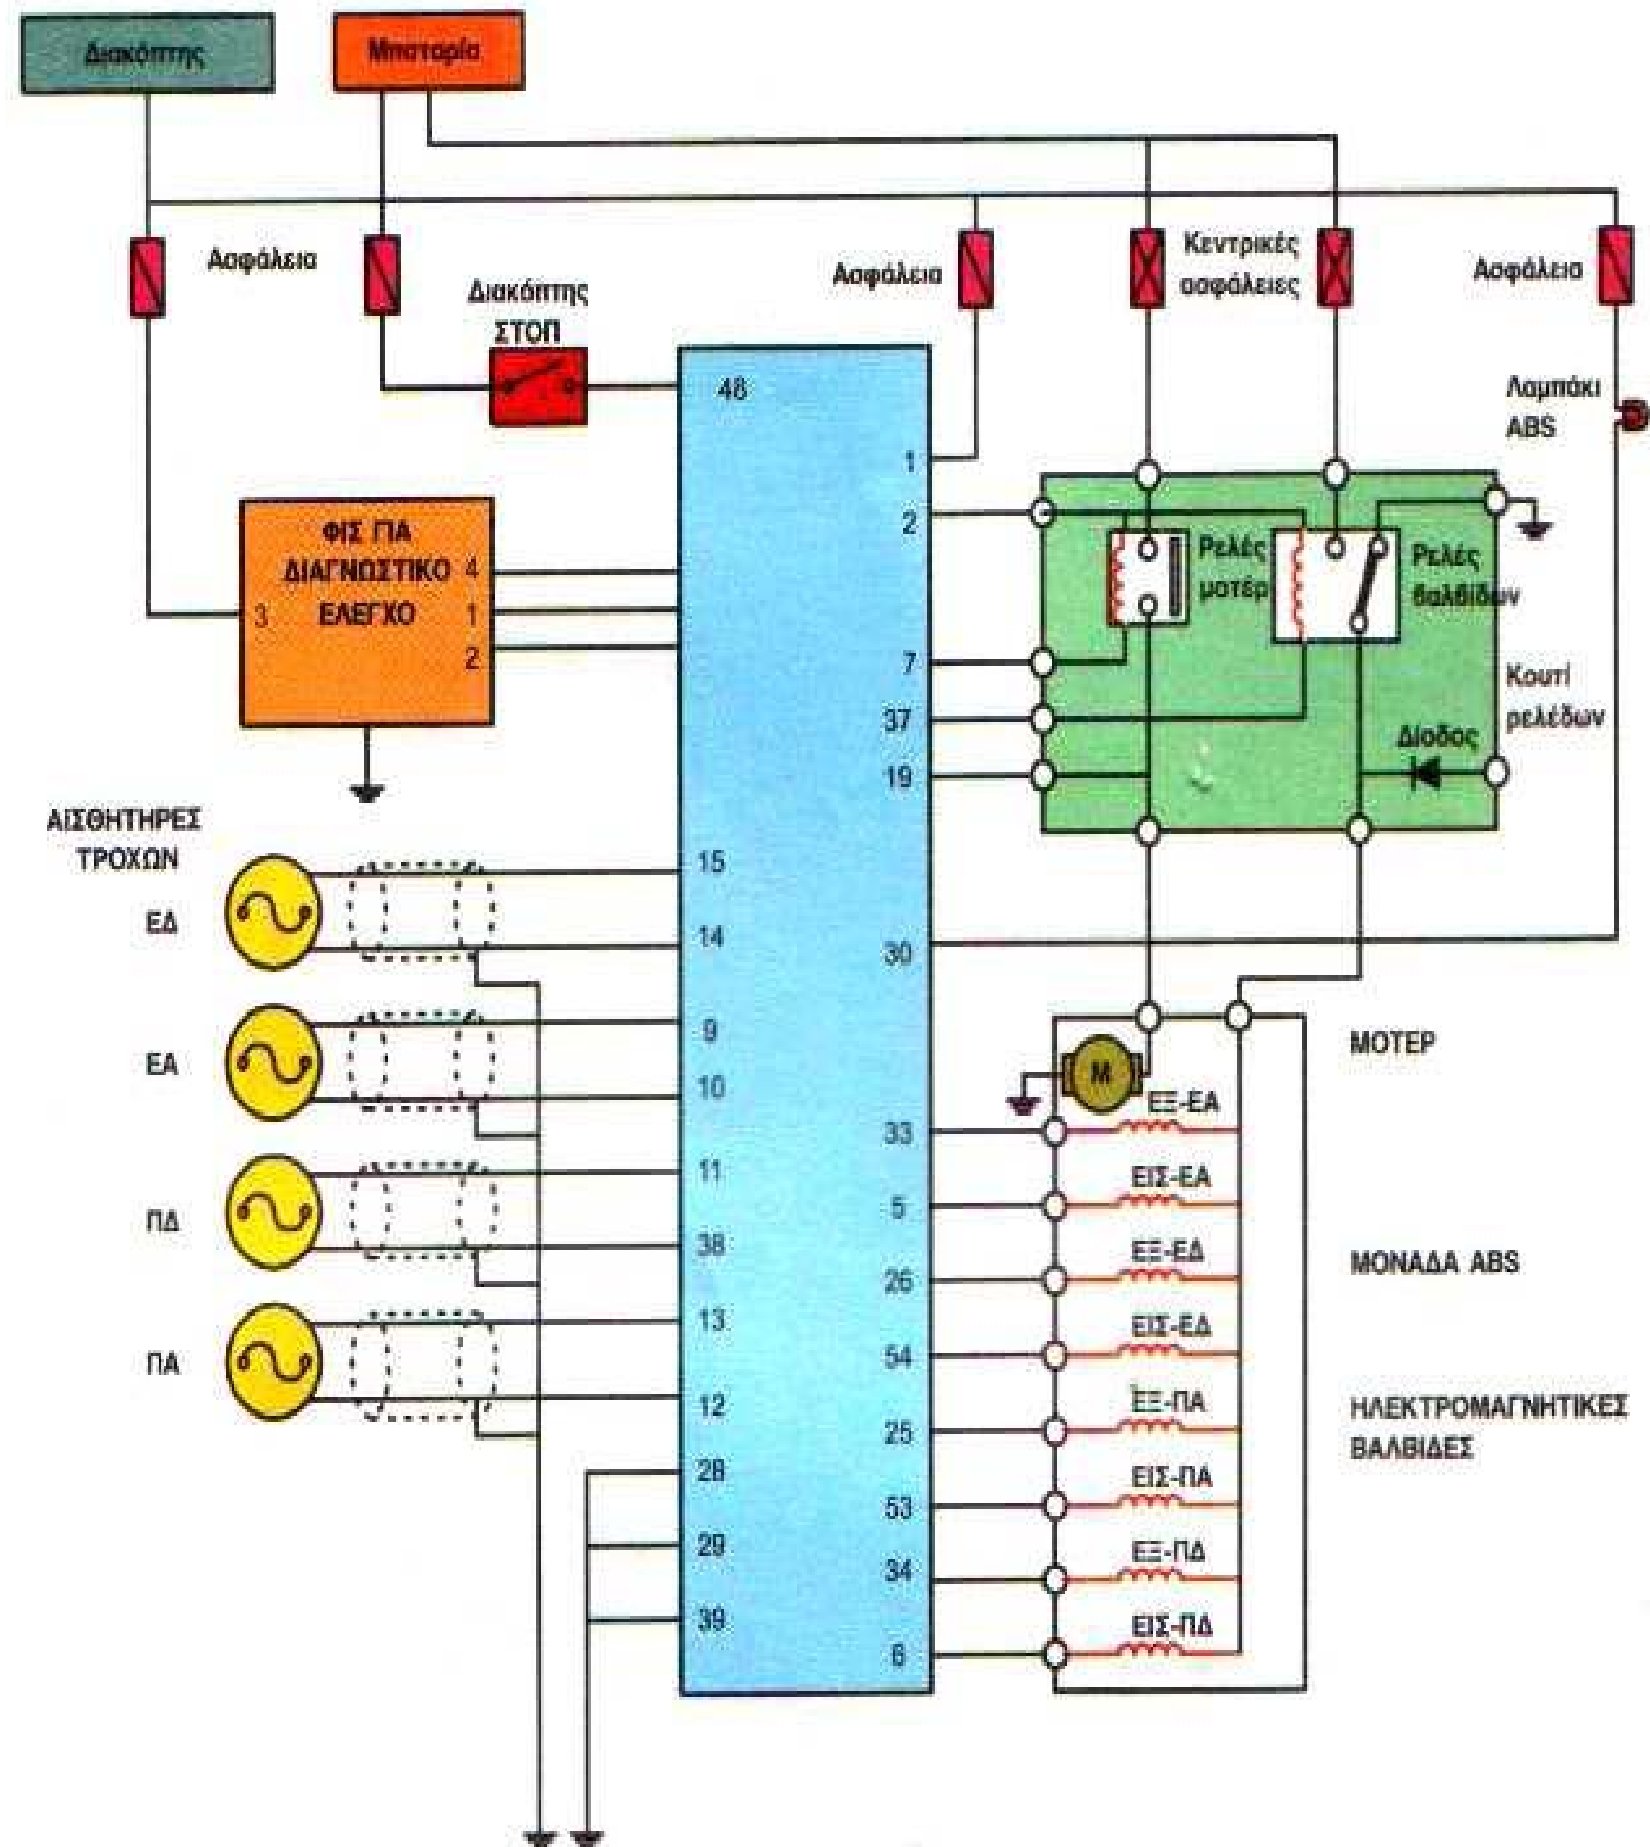 Διακόπτης
Μπαταρία
Ασφάλεια
Διακόπτης
ΣΤΟΠ
Ασφάλεια
Κεντρικές
ασφάλειες
Ασφάλεια
Λαμπάκι
ABS
48
1
2
ΦΙΣ ΓΙΑ
ΔΙΑΓΝΩΣΤΙΚΟ 4
3 ΕΛΕΓΧΟ 1
2
Ρελές
μοτέρ
Ρελές
βαλβίδων
Κουτί
ρελέδων
Δίοδος
7
37
19
ΑΙΣΘΗΤΗΡΕΣ
ΤΡΟΧΩΝ
ΕΔ
15
14
30
ΕΑ
9
10
ΜΟΤΕΡ
M
33 ΕΞ-ΕΑ
ΠΔ
11
38
5 ΕΙΣ-ΕΑ
26 ΕΞ-ΕΔ
ΜΟΝΑΔΑ ABS
ΠΑ
13
12
54 ΕΙΣ-ΕΔ
25 ΕΞ-ΠΑ
ΗΛΕΚΤΡΟΜΑΓΝΗΤΙΚΕΣ
ΒΑΛΒΙΔΕΣ
28
29
39
53 ΕΙΣ-ΠΑ
34 ΕΞ-ΠΔ
6 ΕΙΣ-ΠΔ